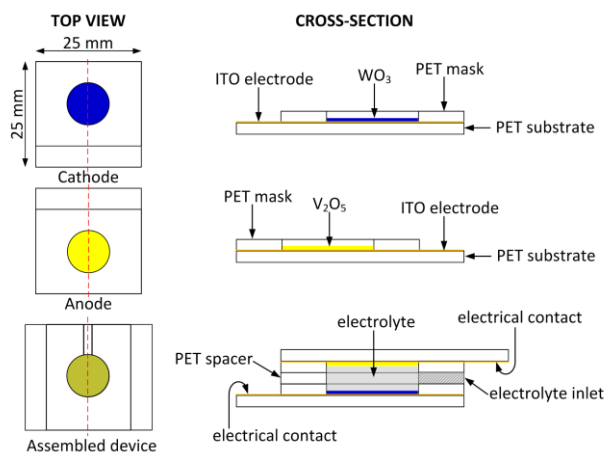 TOP VIEW
25 mm
25 mm
Cathode
Anode
Assembled device
CROSS-SECTION
ITO electrode
WO₃
PET mask
PET substrate
PET mask
V₂O₅
ITO electrode
PET substrate
electrolyte
electrical contact
PET spacer
electrolyte inlet
electrical contact